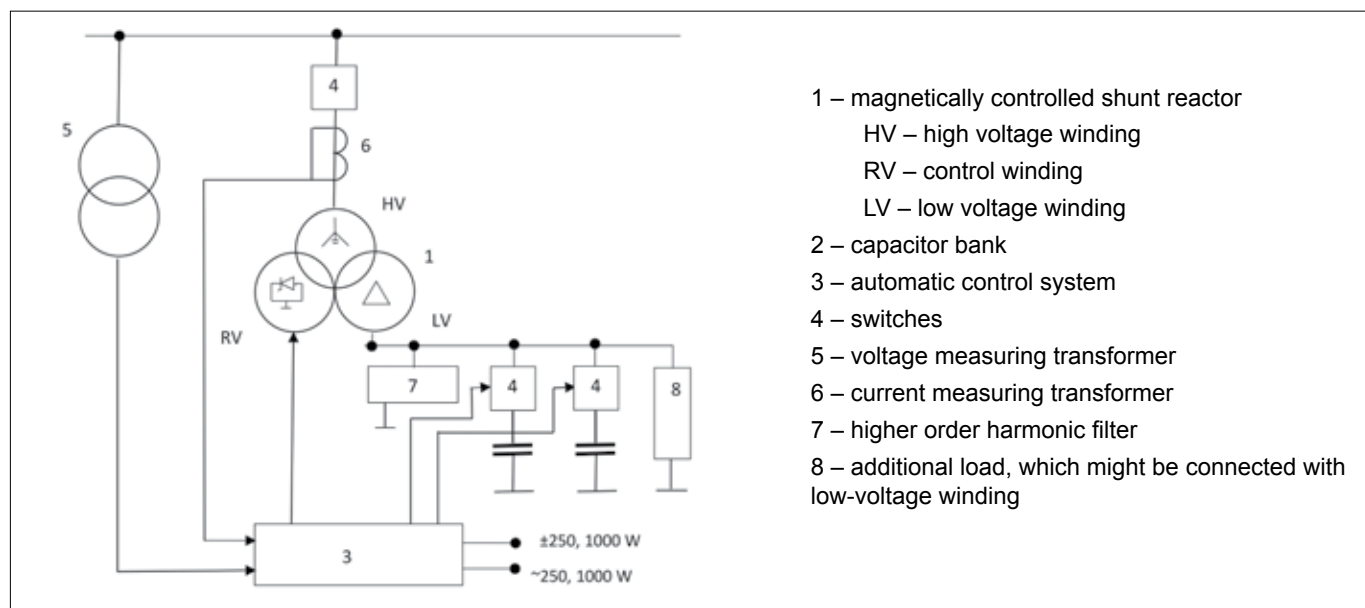 4
5
6
HV
1
RV
LV
7
4
4
8
3
±250, 1000 W
~250, 1000 W
1 – magnetically controlled shunt reactor
HV – high voltage winding
RV – control winding
LV – low voltage winding
2 – capacitor bank
3 – automatic control system
4 – switches
5 – voltage measuring transformer
6 – current measuring transformer
7 – higher order harmonic filter
8 – additional load, which might be connected with
low-voltage winding